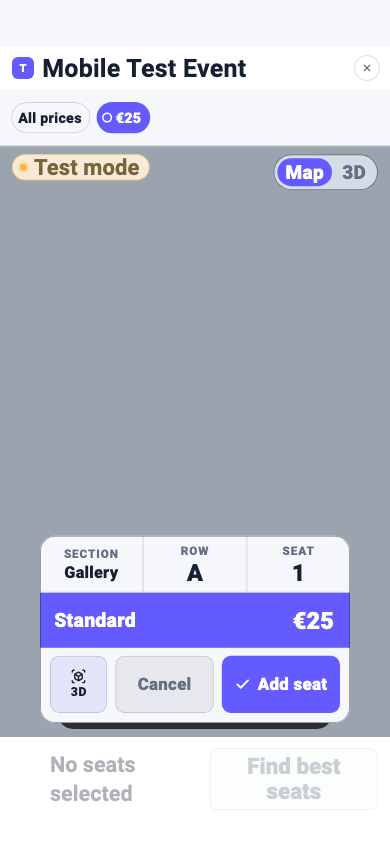 T Mobile Test Event ×
All prices €25
Test mode
Map 3D
SECTION ROW SEAT
Gallery A 1
Standard €25
3D Cancel Add seat
No seats
selected
Find best
seats